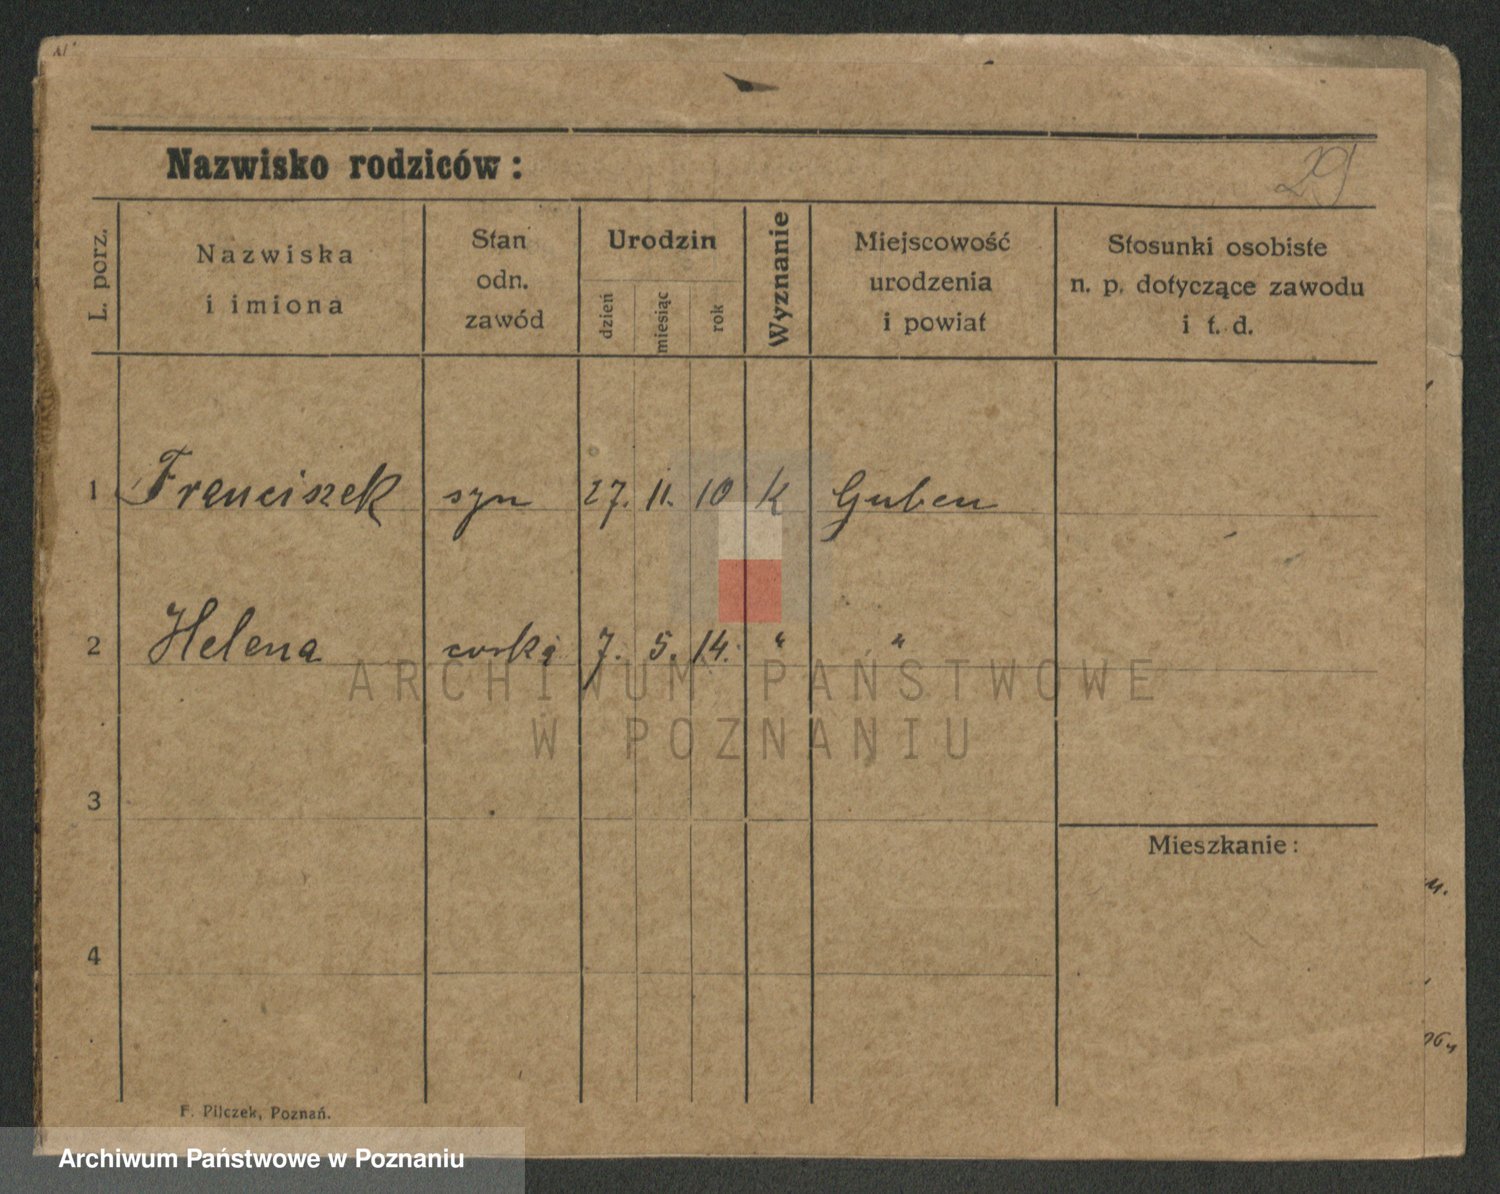 Nazwisko rodziców:
29
L. porz.
Nazwiska
i imiona
Stan
odn.
zawód
Urodzin
dzień
miesiąc
rok
Wyznanie
Miejscowość
urodzenia
i powiat
Stosunki osobiste
n. p. dotyczące zawodu
i t. d.
1 Franciszek syn 27. 11. 10 K Guben
2 Helena corka 7. 5. 14. " "
ARCHIWUM PAŃSTWOWE
W POZNANIU
3
Mieszkanie:
4
F. Pilczek, Poznań.
Archiwum Państwowe w Poznaniu